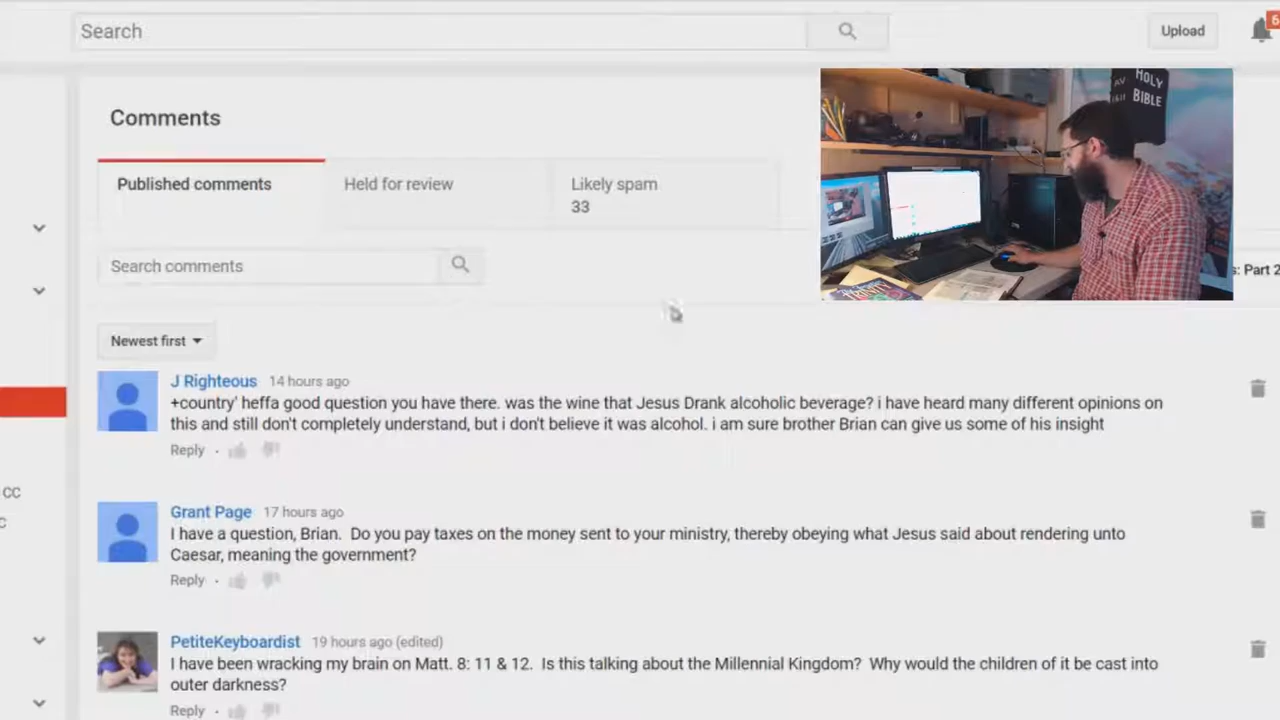 Search
Upload
6
Comments
HOLY
BIBLE
AV
Published comments
Held for review
Likely spam
33
TRINITY
Search comments
s: Part 2
Newest first
J Righteous 14 hours ago
+country' heffa good question you have there. was the wine that Jesus Drank alcoholic beverage? i have heard many different opinions on
this and still don't completely understand, but i don't believe it was alcohol. i am sure brother Brian can give us some of his insight
Reply
Grant Page 17 hours ago
I have a question, Brian. Do you pay taxes on the money sent to your ministry, thereby obeying what Jesus said about rendering unto
Caesar, meaning the government?
Reply
CC
C
PetiteKeyboardist 19 hours ago (edited)
I have been wracking my brain on Matt. 8: 11 & 12. Is this talking about the Millennial Kingdom? Why would the children of it be cast into
outer darkness?
Reply